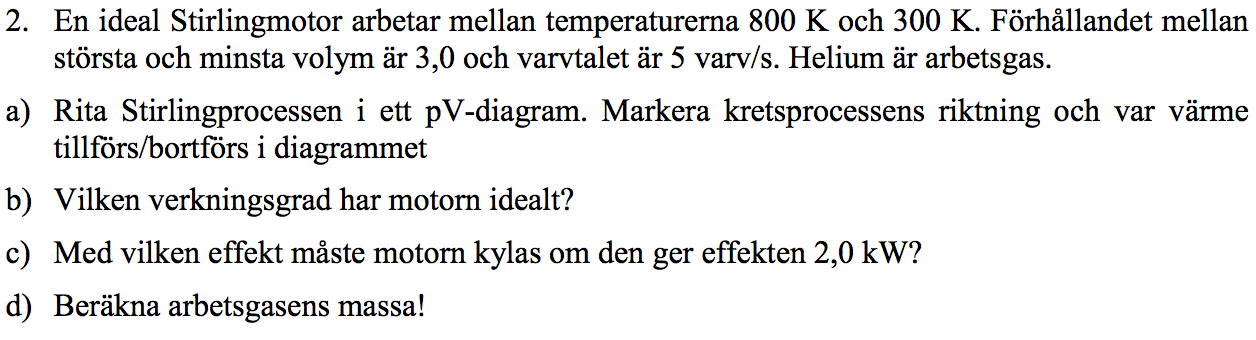 2. En ideal Stirlingmotor arbetar mellan temperaturerna 800 K och 300 K. Förhållandet mellan
största och minsta volym är 3,0 och varvtalet är 5 varv/s. Helium är arbetsgas.
a) Rita Stirlingprocessen i ett pV-diagram. Markera kretsprocessens riktning och var värme
tillförs/bortförs i diagrammet
b) Vilken verkningsgrad har motorn idealt?
c) Med vilken effekt måste motorn kylas om den ger effekten 2,0 kW?
d) Beräkna arbetsgasens massa!